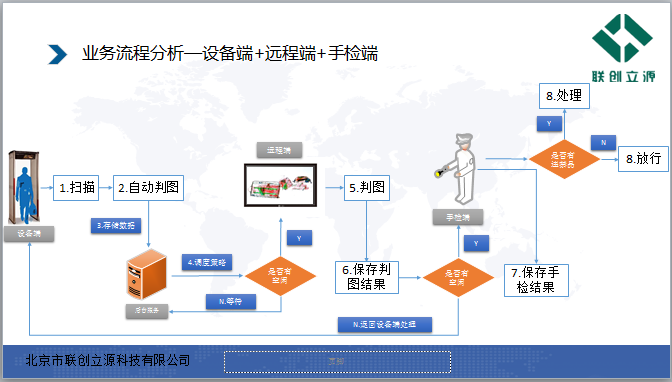 业务流程分析—设备端+远程端+手检端
联创立源
8.处理
Y
远程端
是否有
违禁品
N
8.放行
1.扫描
2.自动判图
5.判图
设备端
3.存储数据
手检端
Y
Y
4.调度策略
是否有
空闲
6.保存判
图结果
是否有
空闲
7.保存手
检结果
后台服务
N.等待
N.返回设备端处理
北京市联创立源科技有限公司